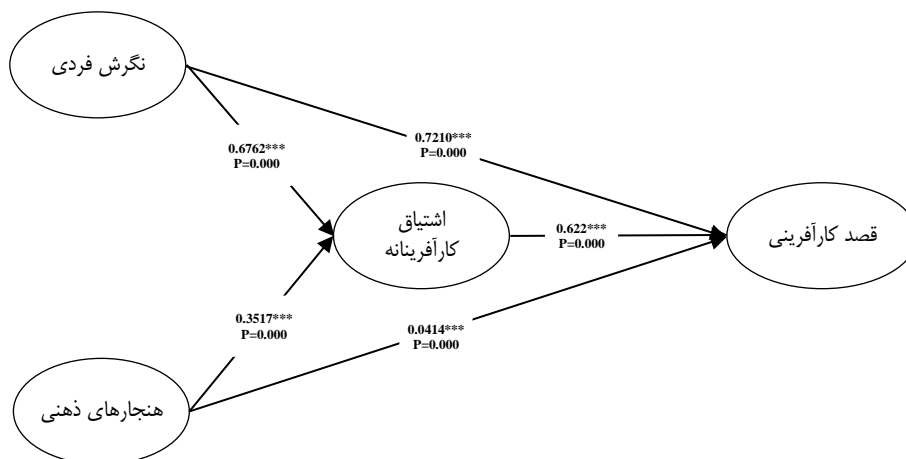 نگرش فردی
0.7210***
P=0.000
0.6762***
P=0.000
اشتیاق
کارآفرینانه
0.622***
P=0.000
قصد کارآفرینی
0.3517***
P=0.000
0.0414***
P=0.000
هنجارهای ذهنی